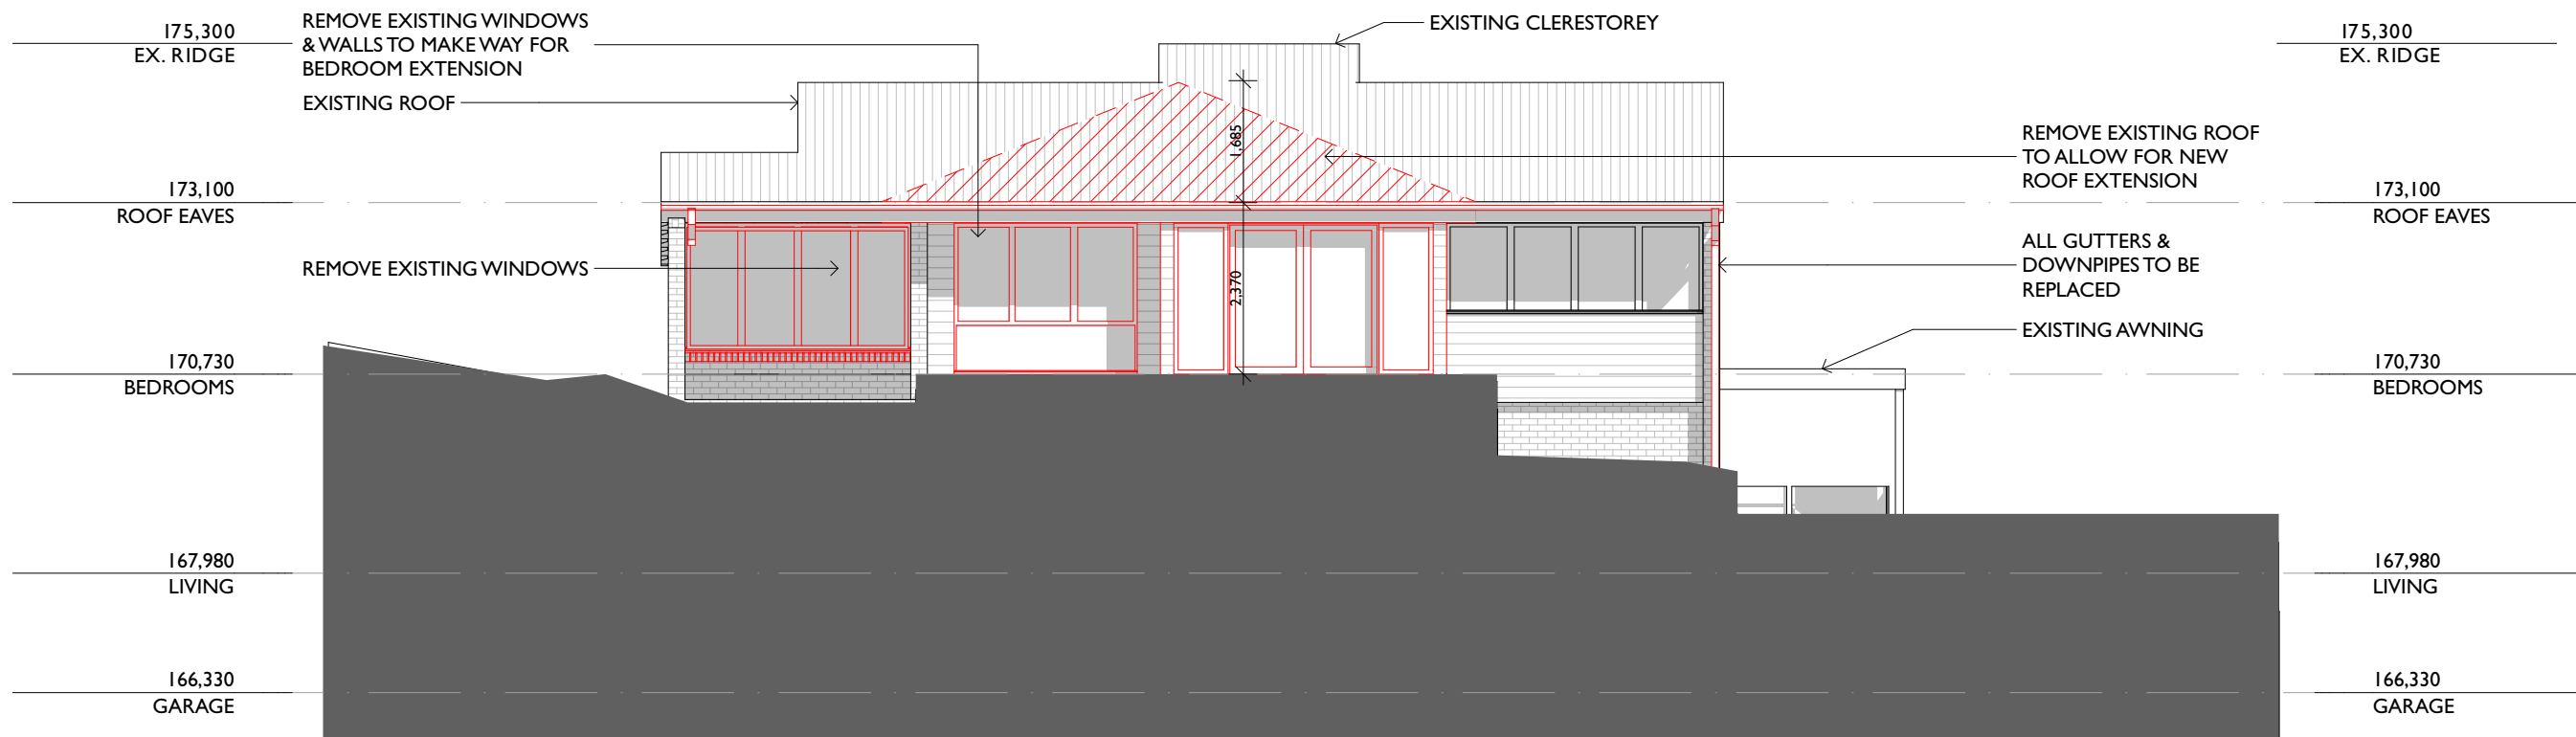 175,300
EX. RIDGE
REMOVE EXISTING WINDOWS
& WALLS TO MAKE WAY FOR
BEDROOM EXTENSION
EXISTING CLERESTOREY
175,300
EX. RIDGE
EXISTING ROOF
1,685
REMOVE EXISTING ROOF
TO ALLOW FOR NEW
ROOF EXTENSION
173,100
ROOF EAVES
173,100
ROOF EAVES
REMOVE EXISTING WINDOWS
2,370
ALL GUTTERS &
DOWNPIPES TO BE
REPLACED
EXISTING AWNING
170,730
BEDROOMS
170,730
BEDROOMS
167,980
LIVING
167,980
LIVING
166,330
GARAGE
166,330
GARAGE